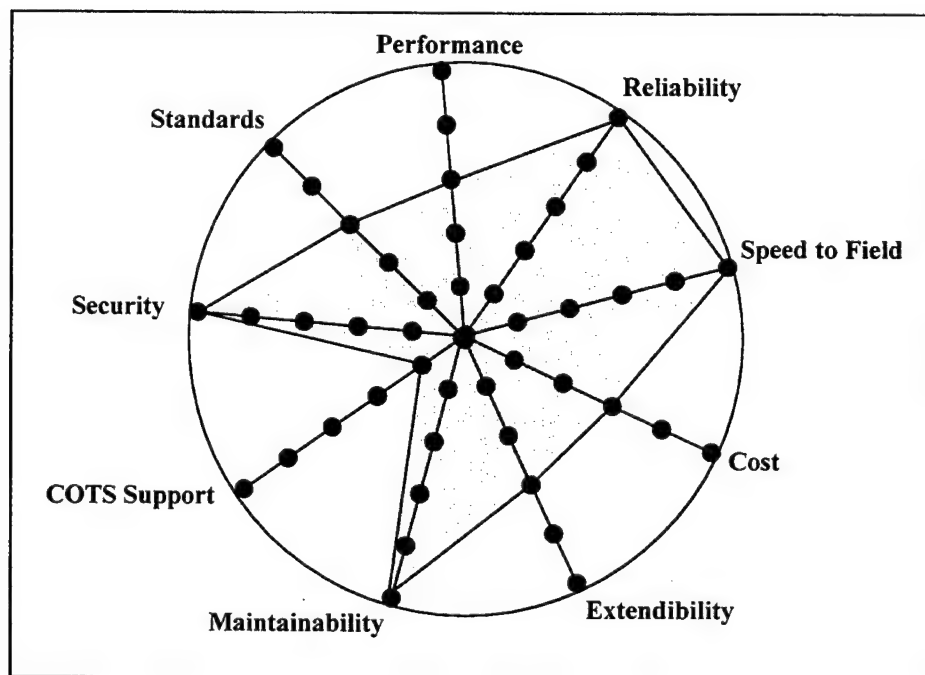 Performance
Reliability
Standards
Speed to Field
Security
Cost
COTS Support
Extendibility
Maintainability